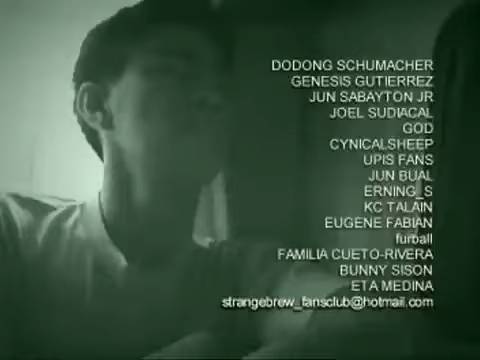 DODONG SCHUMACHER
GENESIS GUTIERREZ
JUN SABAYTON JR
JOEL SUDIACAL
GOD
CYNICALSHEEP
UPIS FANS
JUN BUAL
ERNING_S
KC TALAIN
EUGENE FABIAN
furball
FAMILIA CUETO-RIVERA
BUNNY SISON
ETA MEDINA
strangebrew_fansclub@hotmail.com